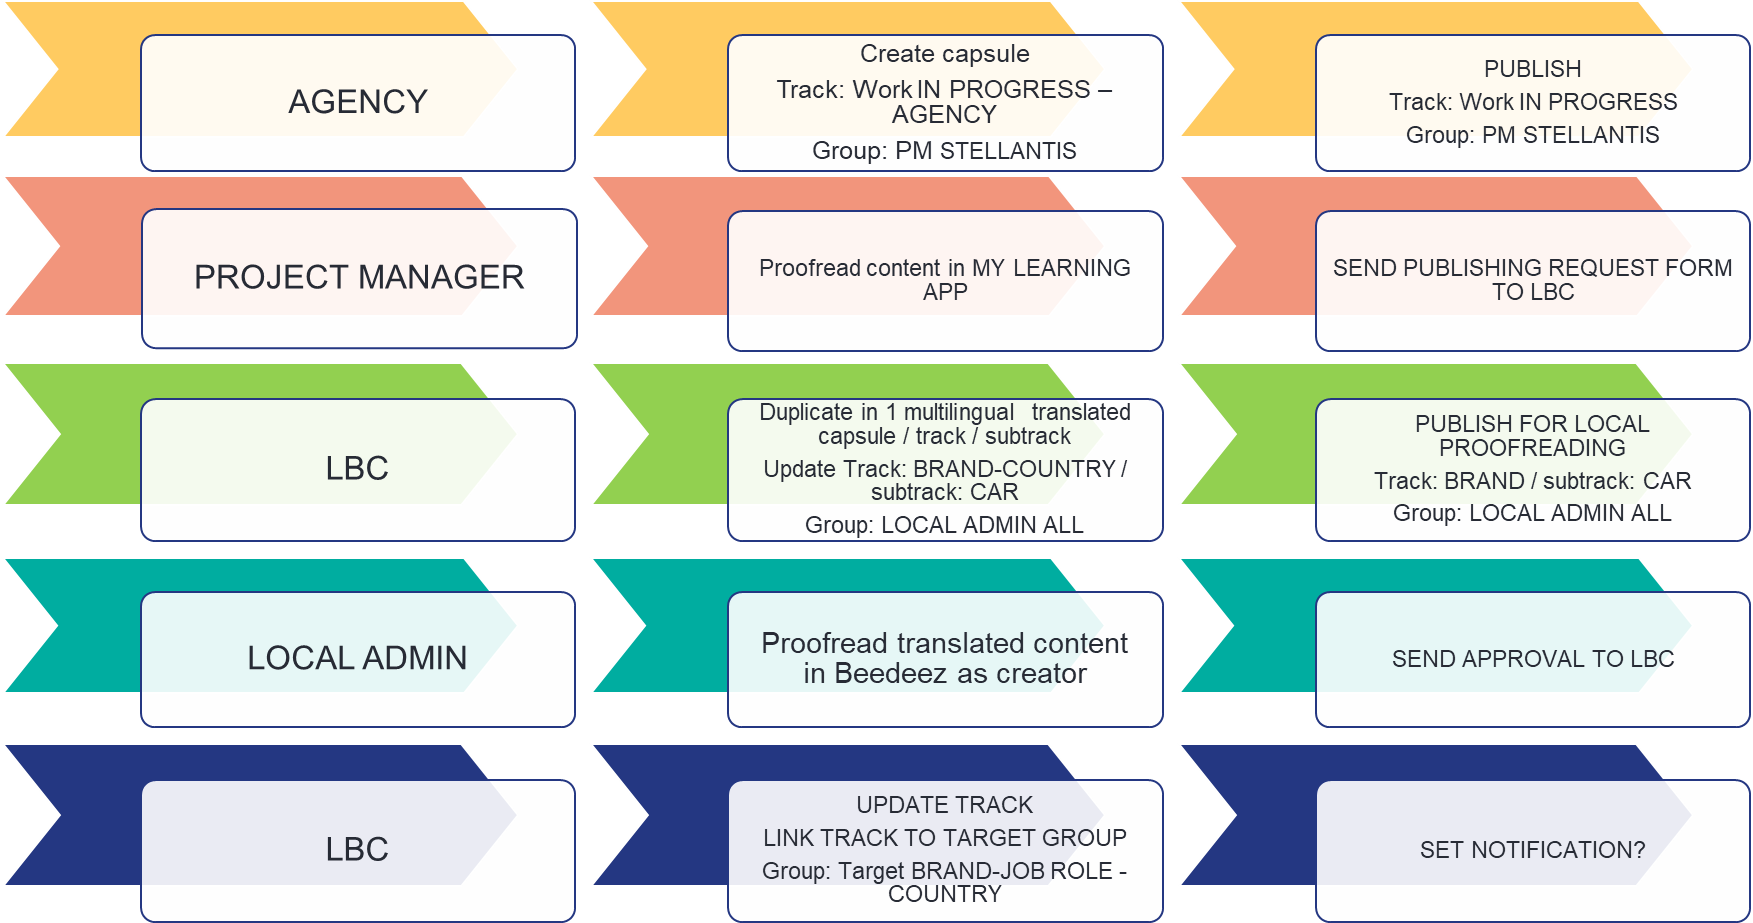 AGENCY
Create capsule
Track: Work IN PROGRESS –
AGENCY
Group: PM STELLANTIS
PUBLISH
Track: Work IN PROGRESS
Group: PM STELLANTIS
PROJECT MANAGER
Proofread content in MY LEARNING
APP
SEND PUBLISHING REQUEST FORM
TO LBC
LBC
Duplicate in 1 multilingual translated
capsule / track / subtrack
Update Track: BRAND-COUNTRY /
subtrack: CAR
Group: LOCAL ADMIN ALL
PUBLISH FOR LOCAL
PROOFREADING
Track: BRAND / subtrack: CAR
Group: LOCAL ADMIN ALL
LOCAL ADMIN
Proofread translated content
in Beedeez as creator
SEND APPROVAL TO LBC
LBC
UPDATE TRACK
LINK TRACK TO TARGET GROUP
Group: Target BRAND-JOB ROLE -
COUNTRY
SET NOTIFICATION?